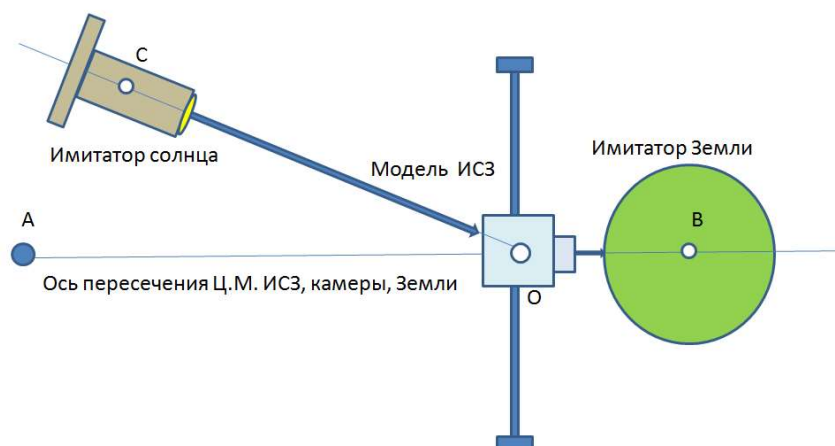 С
Имитатор солнца
Модель ИСЗ
Имитатор Земли
А
В
Ось пересечения Ц.М. ИСЗ, камеры, Земли
О